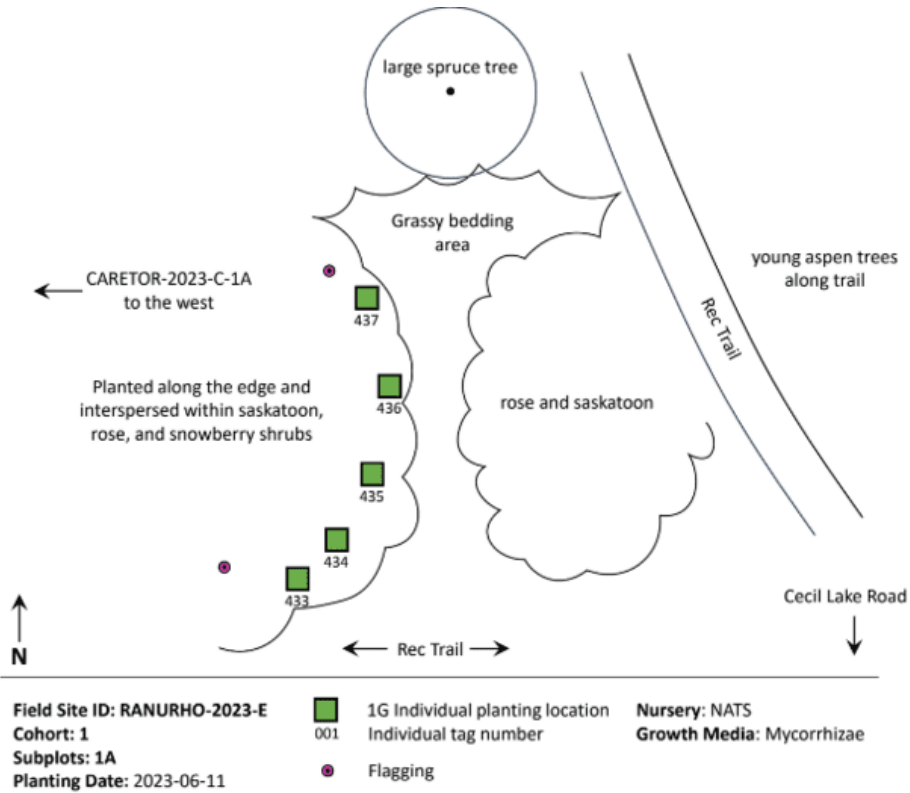 large spruce tree
Grassy bedding
area
young aspen trees
along trail
CARETOR-2023-C-1A
to the west
437
Rec Trail
Planted along the edge and
interspersed within saskatoon,
rose, and snowberry shrubs
436
rose and saskatoon
435
434
433
Cecil Lake Road
N
Rec Trail
Field Site ID: RANURHO-2023-E
Cohort: 1
Subplots: 1A
Planting Date: 2023-06-11
1G Individual planting location
001 Individual tag number
Flagging
Nursery: NATS
Growth Media: Mycorrhizae